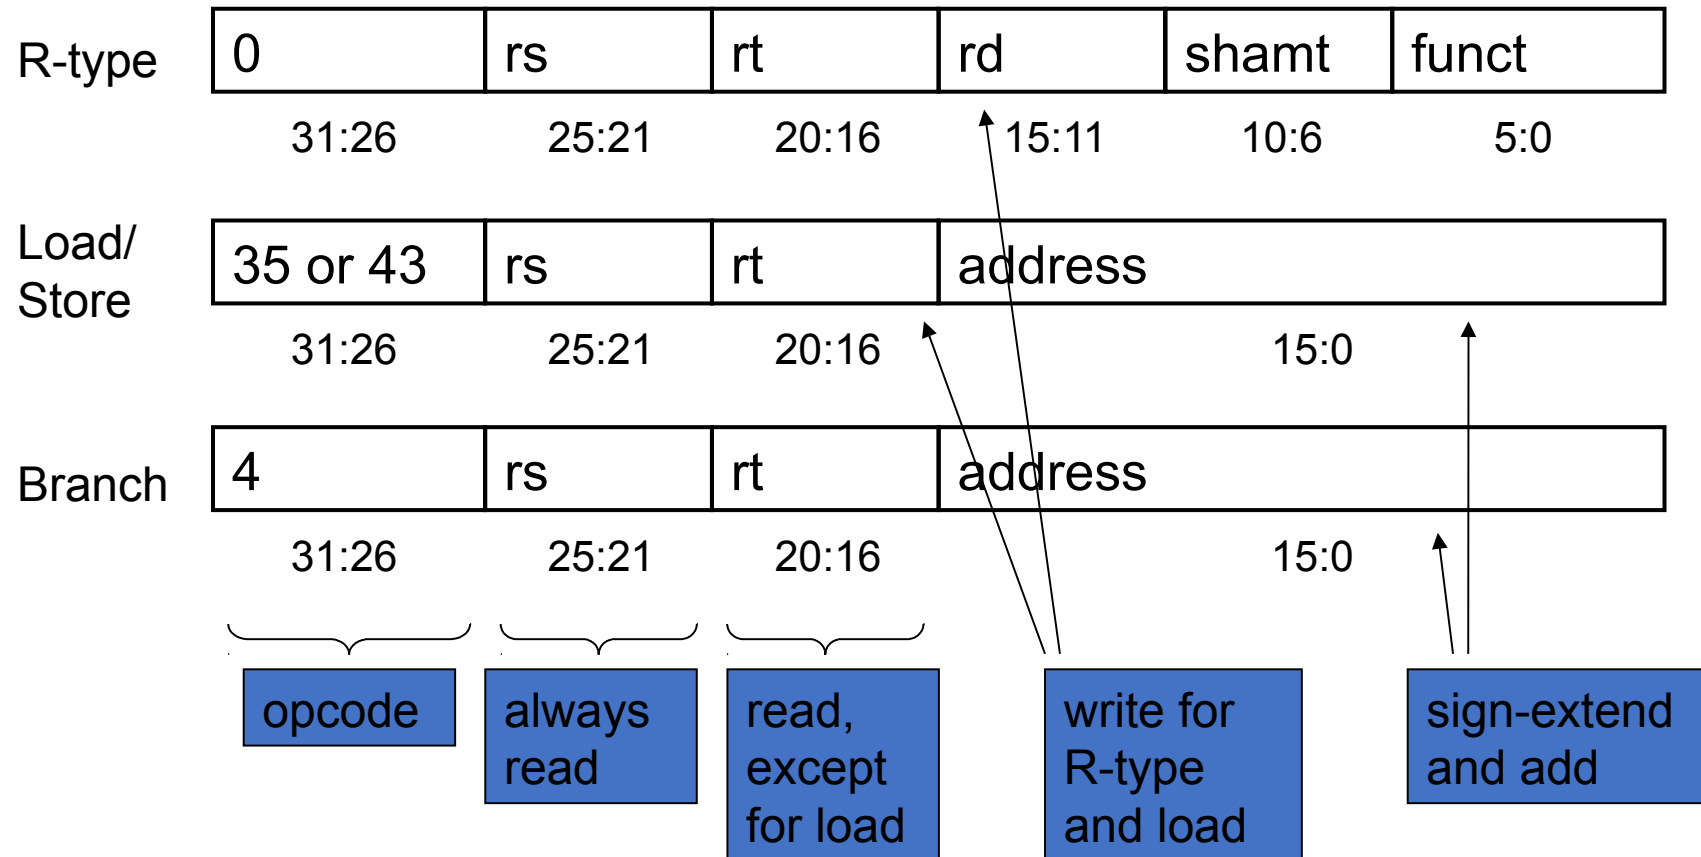 R-type 0 rs rt rd shamt funct
31:26 25:21 20:16 15:11 10:6 5:0
Load/
Store 35 or 43 rs rt address
31:26 25:21 20:16 15:0
Branch 4 rs rt address
31:26 25:21 20:16 15:0
opcode
always
read
read,
except
for load
write for
R-type
and load
sign-extend
and add